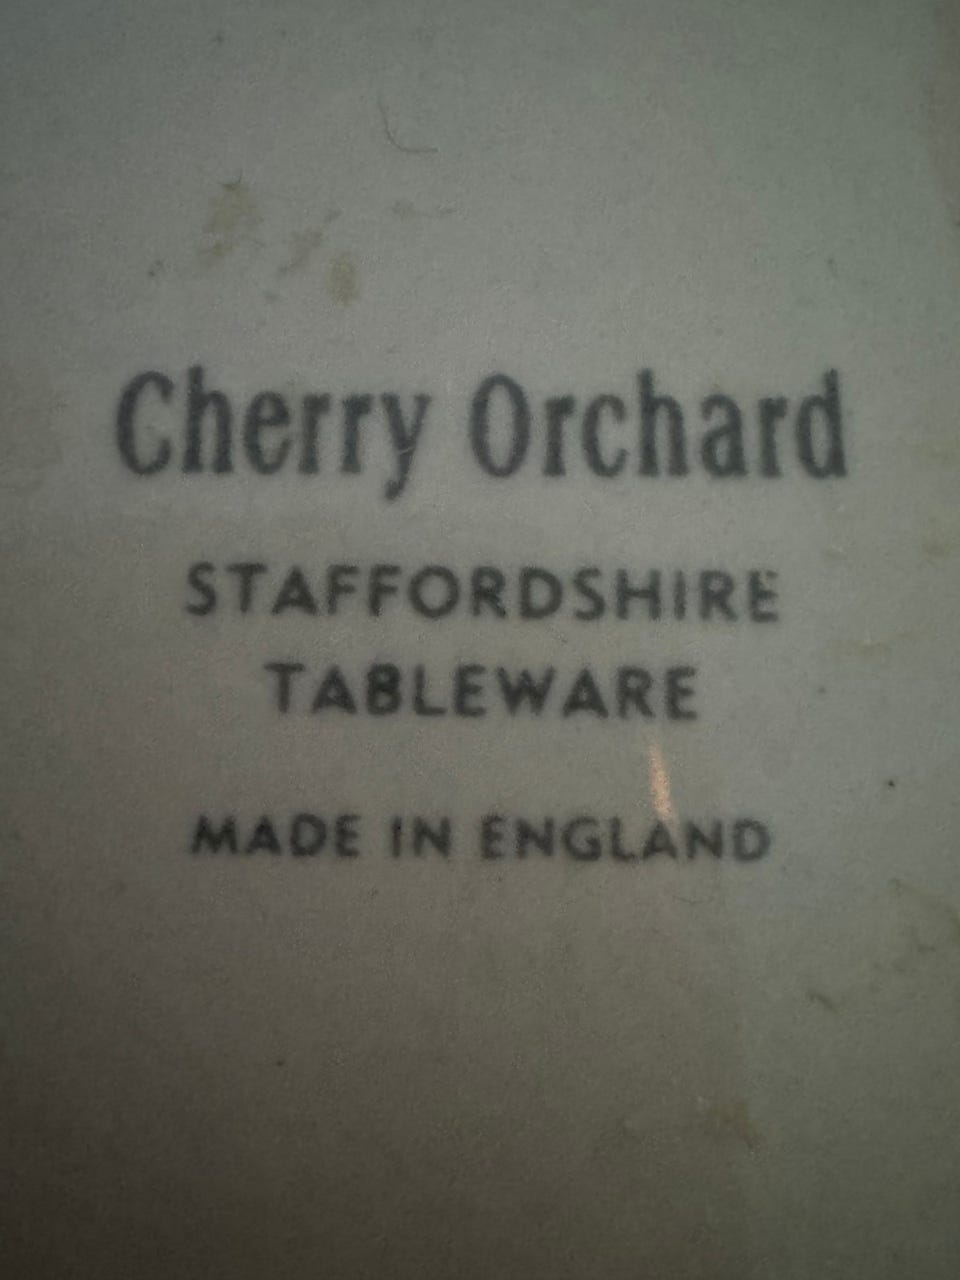 Cherry Orchard
STAFFORDSHIRE
TABLEWARE
MADE IN ENGLAND